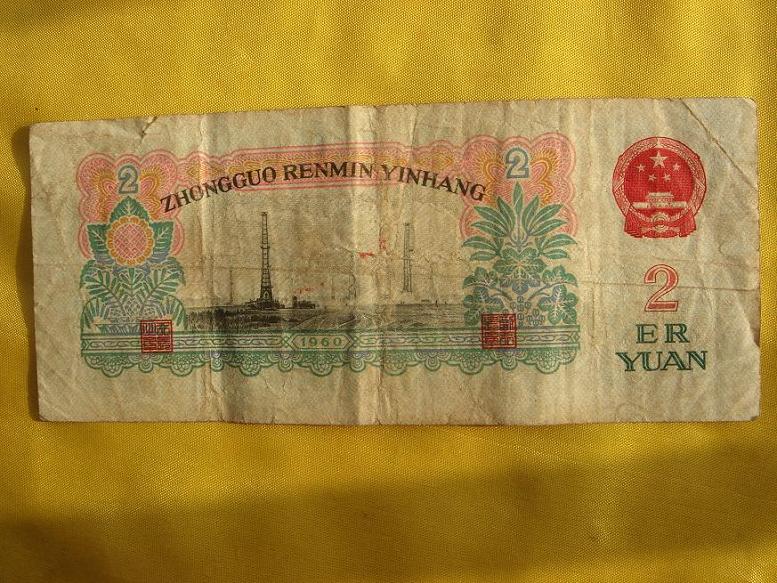 2
2
ZHONGGUO RENMIN YINHANG
1960
2
ER
YUAN